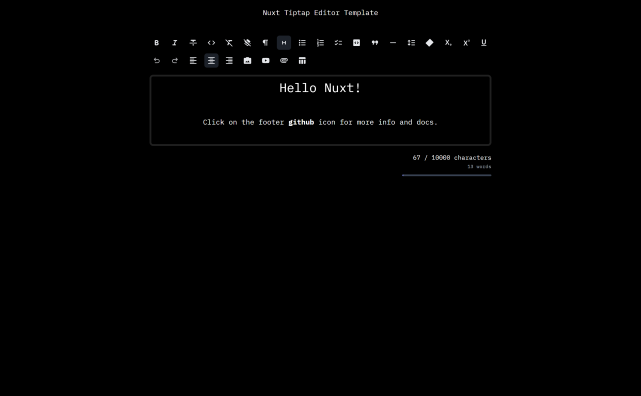 Nuxt Tiptap Editor Template
Hello Nuxt!
Click on the footer github icon for more info and docs.
67 / 10000 characters
13 words